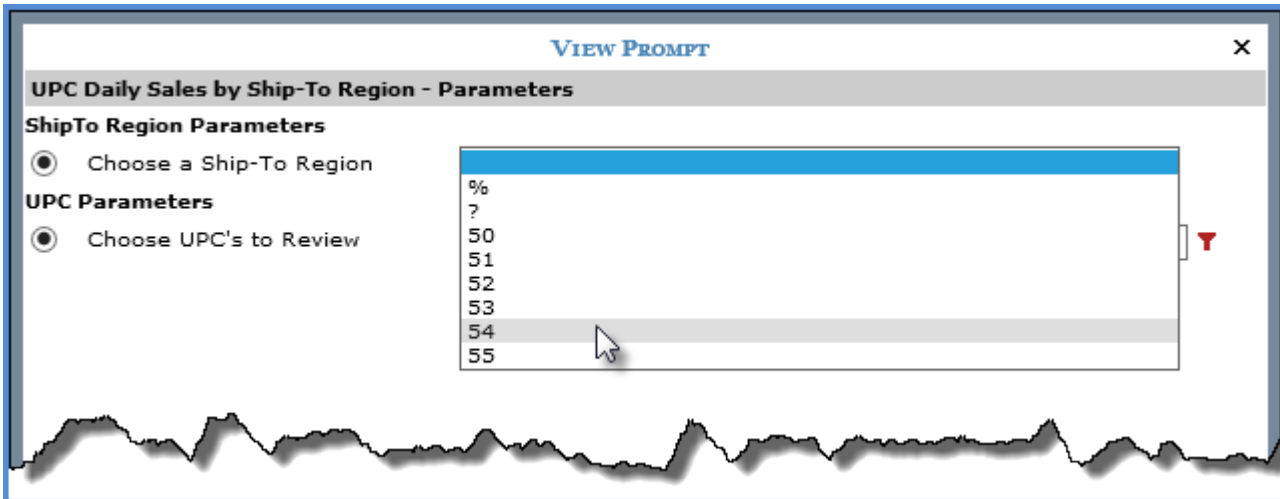 VIEW PROMPT
UPC Daily Sales by Ship-To Region - Parameters
ShipTo Region Parameters
Choose a Ship-To Region
%
?
50
51
52
53
54
55
UPC Parameters
Choose UPC's to Review